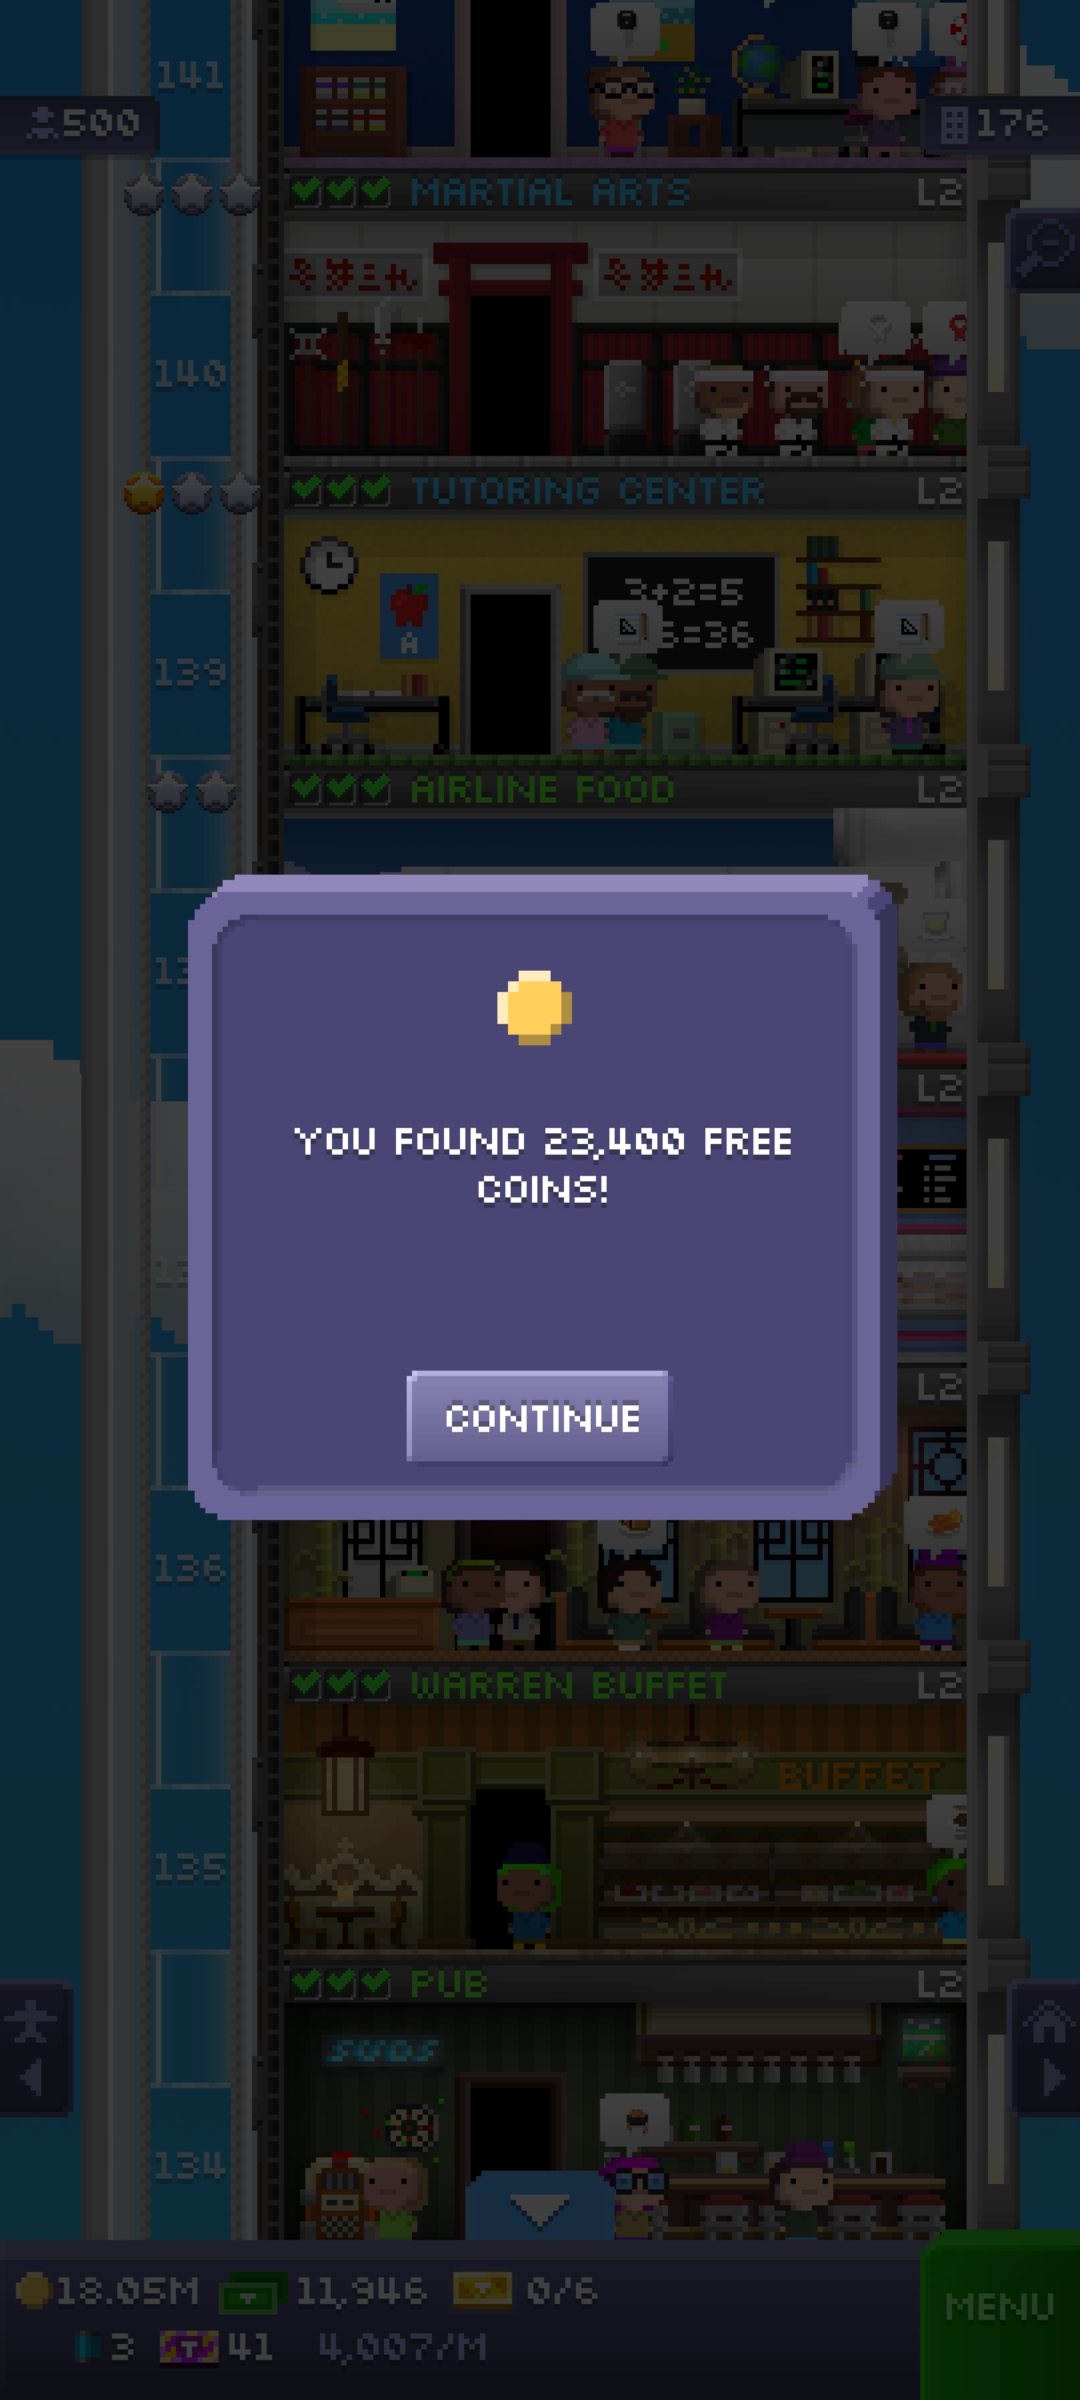 141
500
176
MARTIAL ARTS L2
140
TUTORING CENTER L2
3+2=5
=36
A
139
AIRLINE FOOD L2
YOU FOUND 23,400 FREE
COINS!
L2
L2
CONTINUE
136
WARREN BUFFET L2
BUFFET
135
PUB L2
SUDS
134
18.05M 11,946 0/6
MENU
3 T 41 4,007/M